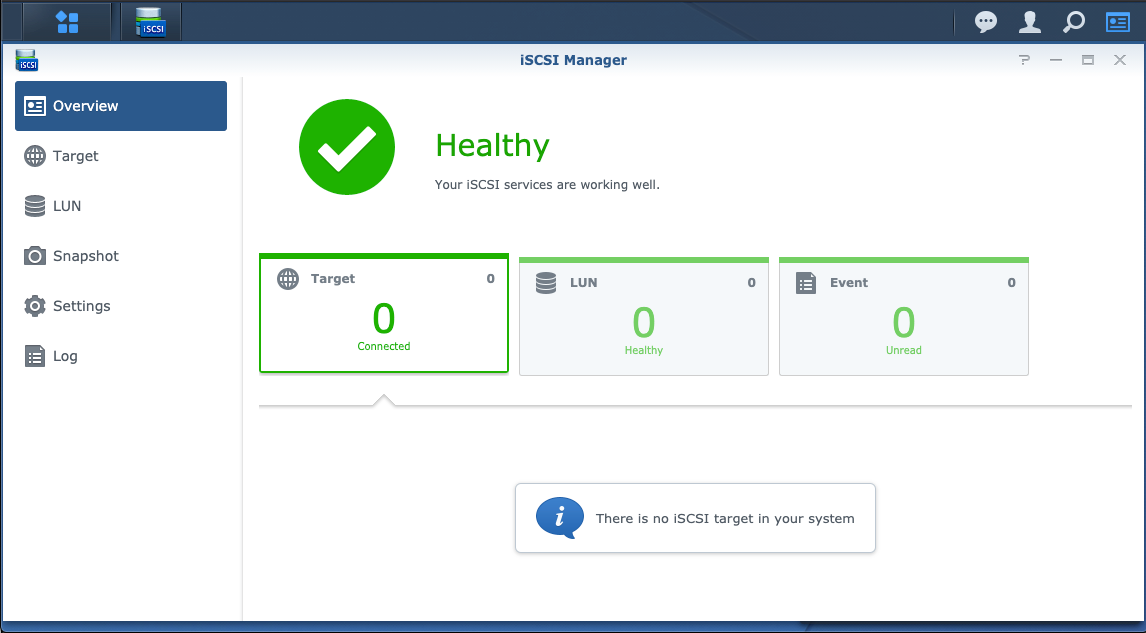 iSCSI
iSCSI
iSCSI Manager
Overview
Target
LUN
Snapshot
Settings
Log
Healthy
Your iSCSI services are working well.
Target 0
0
Connected
LUN 0
0
Healthy
Event 0
0
Unread
There is no iSCSI target in your system